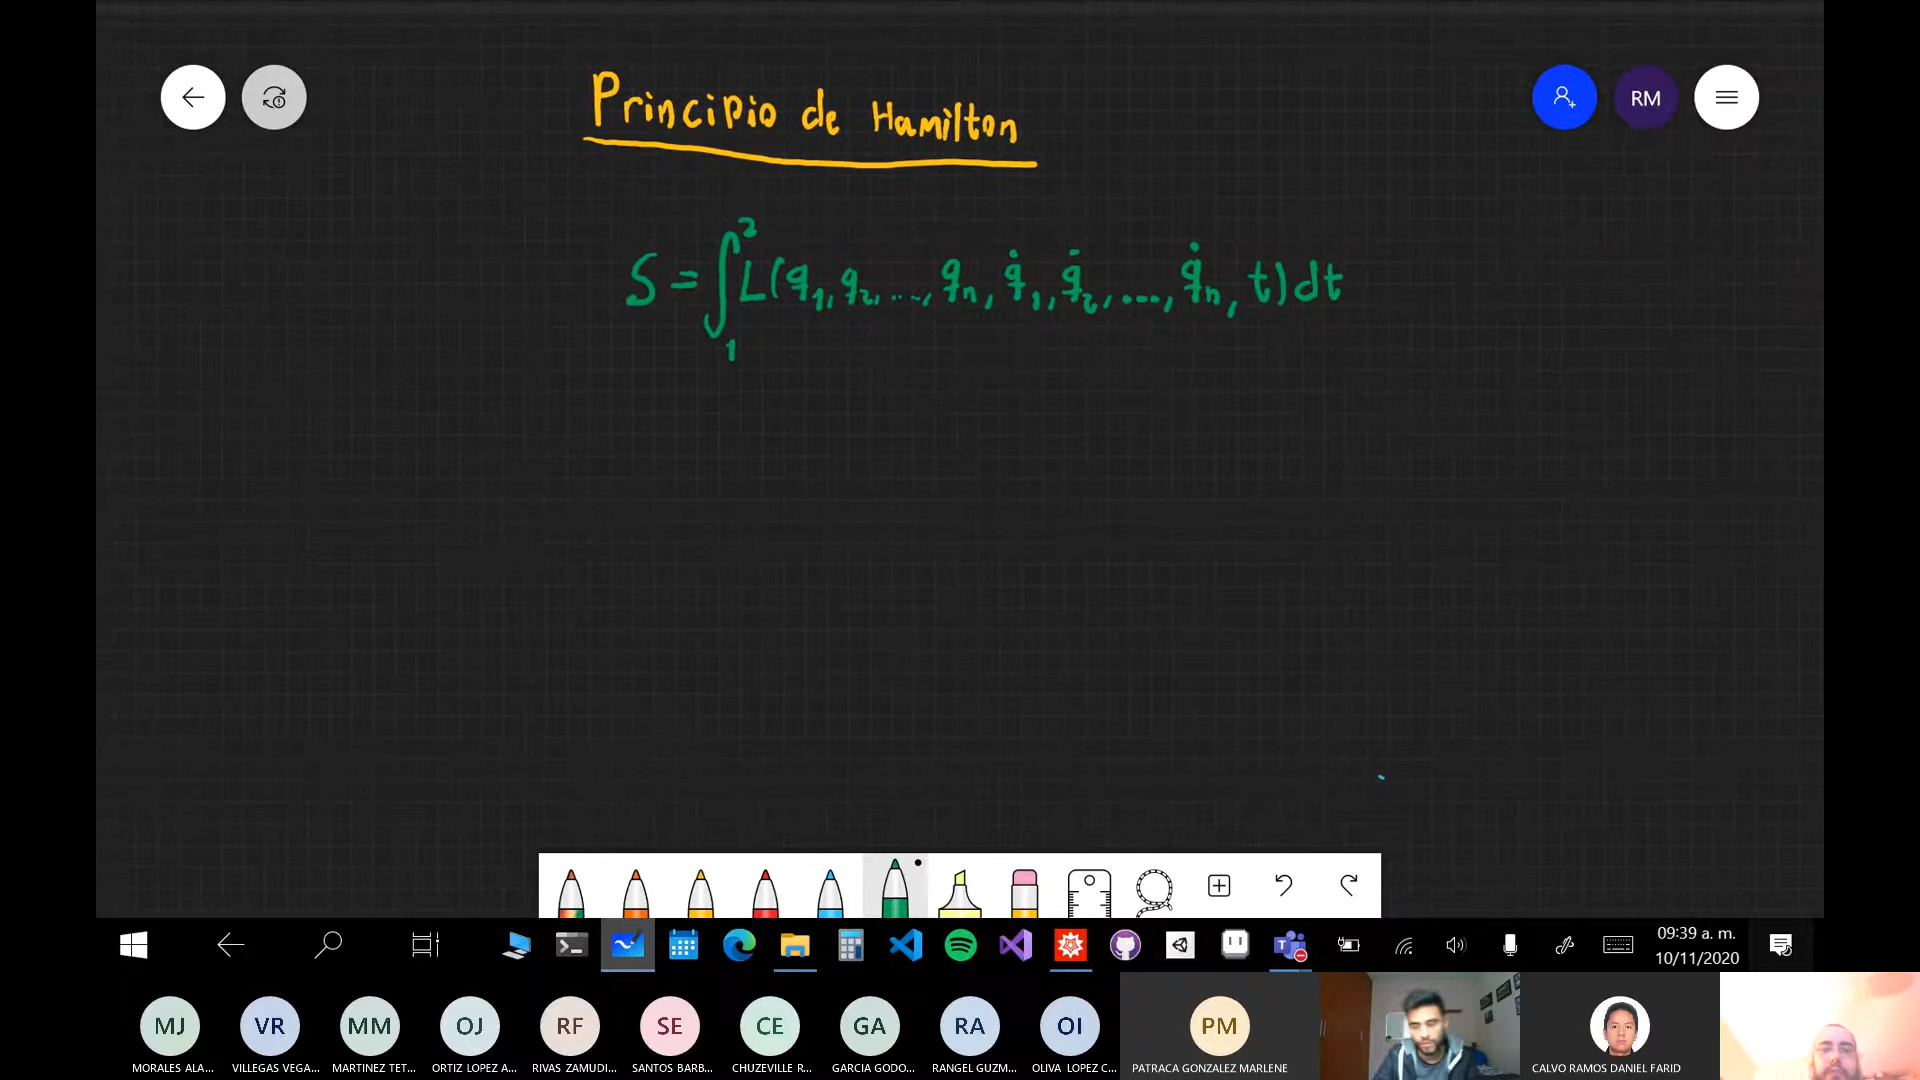 Principio de Hamilton
RM
S = ∫₁² L(q₁, q₂, ..., qₙ, q̇₁, q̇₂, ..., q̇ₙ, t) dt
09:39 a. m.
10/11/2020
MJ VR MM OJ RF SE CE GA RA OI PM
MORALES ALA... VILLEGAS VEGA... MARTINEZ TET... ORTIZ LOPEZ A... RIVAS ZAMUDI... SANTOS BARB... CHUZEVILLE R... GARCIA GODO... RANGEL GUZM... OLIVA LOPEZ C... PATRACA GONZALEZ MARLENE CALVO RAMOS DANIEL FARID